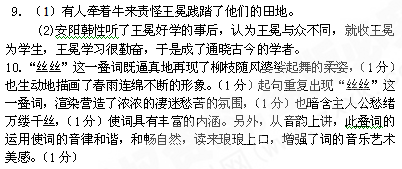 9. （1）有人牵着牛来责怪王冕践踏了他们的田地。
(2)安阳韩性听了王冕好学的事后，认为王冕与众不同，就收王冕
为学生，王冕学习很勤奋，于是成了通晓古今的学者。
10．“丝丝”这一叠词既逼真地再现了柳枝随风婆娑起舞的柔姿，（1 分）
也生动地描画了春雨连绵不断的形象。（1 分）起句重复出现“丝丝”这
一叠词，渲染营造了浓浓的凄迷愁苦的氛围，（1 分）也暗含主人公愁绪
万缕千丝，（1 分）使词具有丰富的内涵。另外，从音韵上讲，此叠词的
运用使词的音律和谐，和畅自然，读来琅琅上口，增强了词的音乐艺术
美感。（1 分）